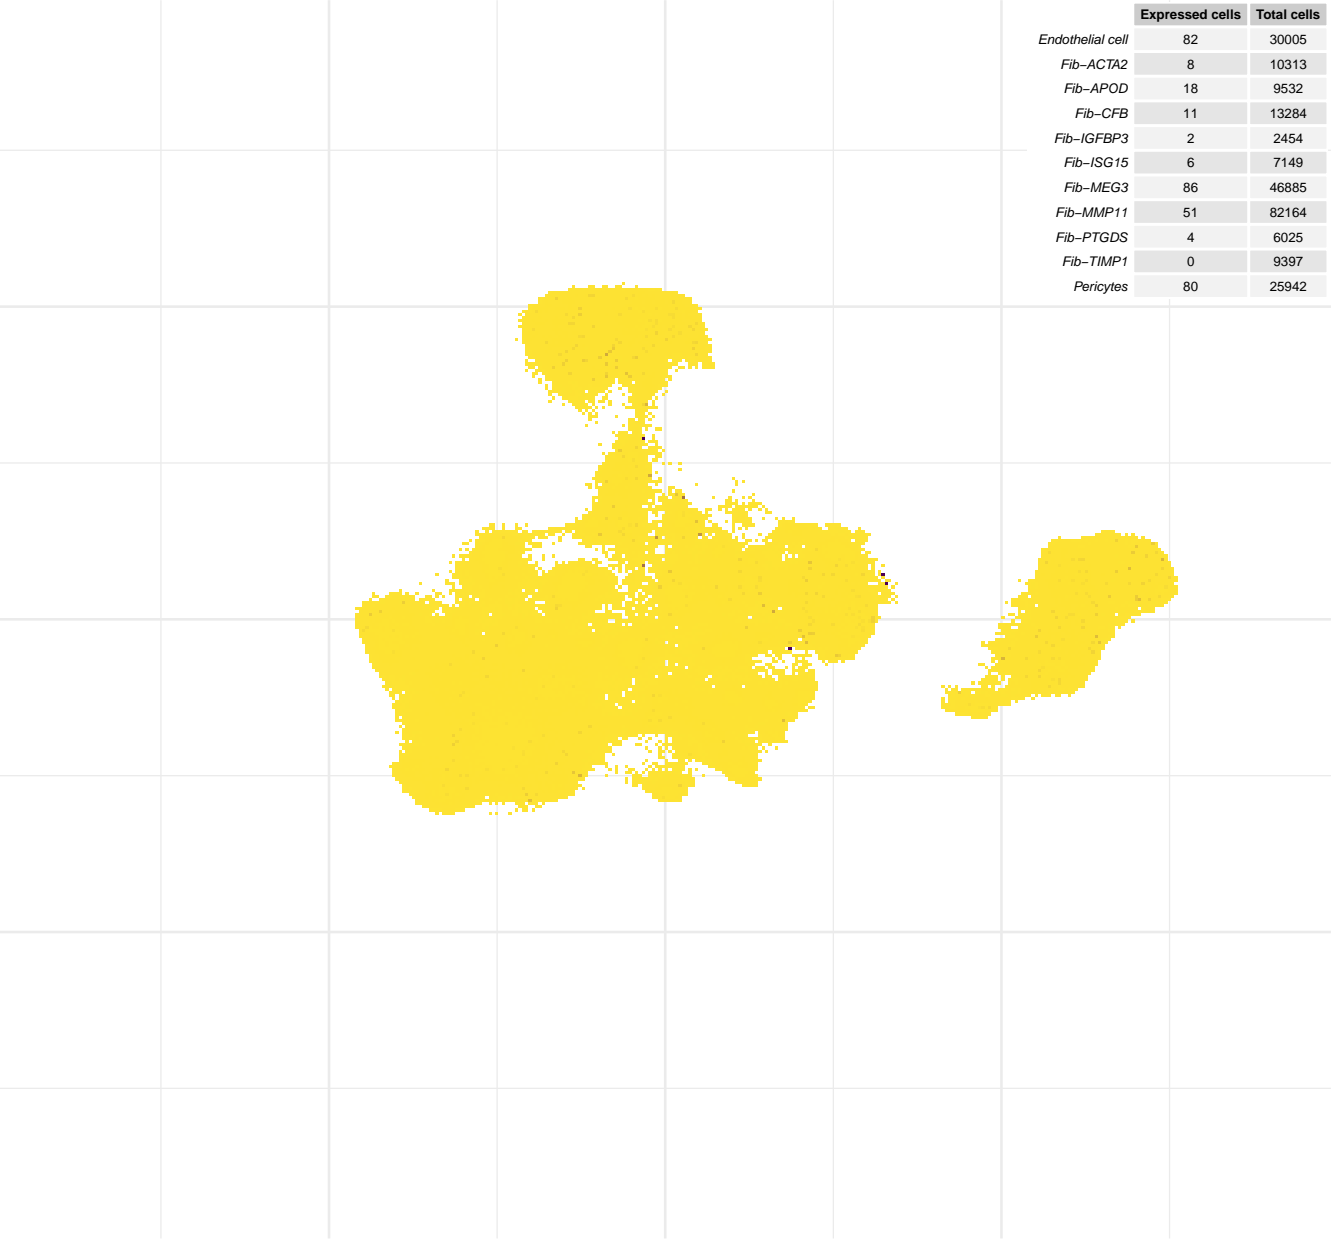 Expressed cells Total cells
Endothelial cell 82 30005
Fib−ACTA2 8 10313
Fib−APOD 18 9532
Fib−CFB 11 13284
Fib−IGFBP3 2 2454
Fib−ISG15 6 7149
Fib−MEG3 86 46885
Fib−MMP11 51 82164
Fib−PTGDS 4 6025
Fib−TIMP1 0 9397
Pericytes 80 25942